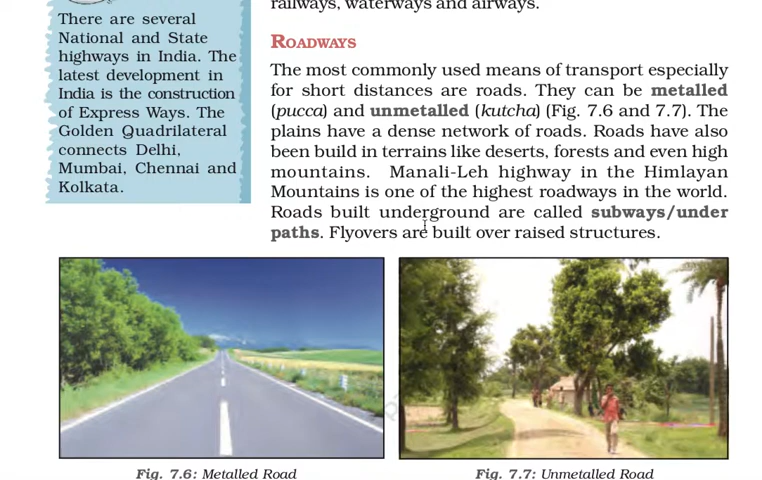 railways, waterways and airways.
There are several
National and State
highways in India. The
latest development in
India is the construction
of Express Ways. The
Golden Quadrilateral
connects Delhi,
Mumbai, Chennai and
Kolkata.
ROADWAYS
The most commonly used means of transport especially
for short distances are roads. They can be metalled
(pucca) and unmetalled (kutcha) (Fig. 7.6 and 7.7). The
plains have a dense network of roads. Roads have also
been build in terrains like deserts, forests and even high
mountains. Manali-Leh highway in the Himlayan
Mountains is one of the highest roadways in the world.
Roads built underground are called subways/under
paths. Flyovers are built over raised structures.
Fig. 7.6: Metalled Road
Fig. 7.7: Unmetalled Road